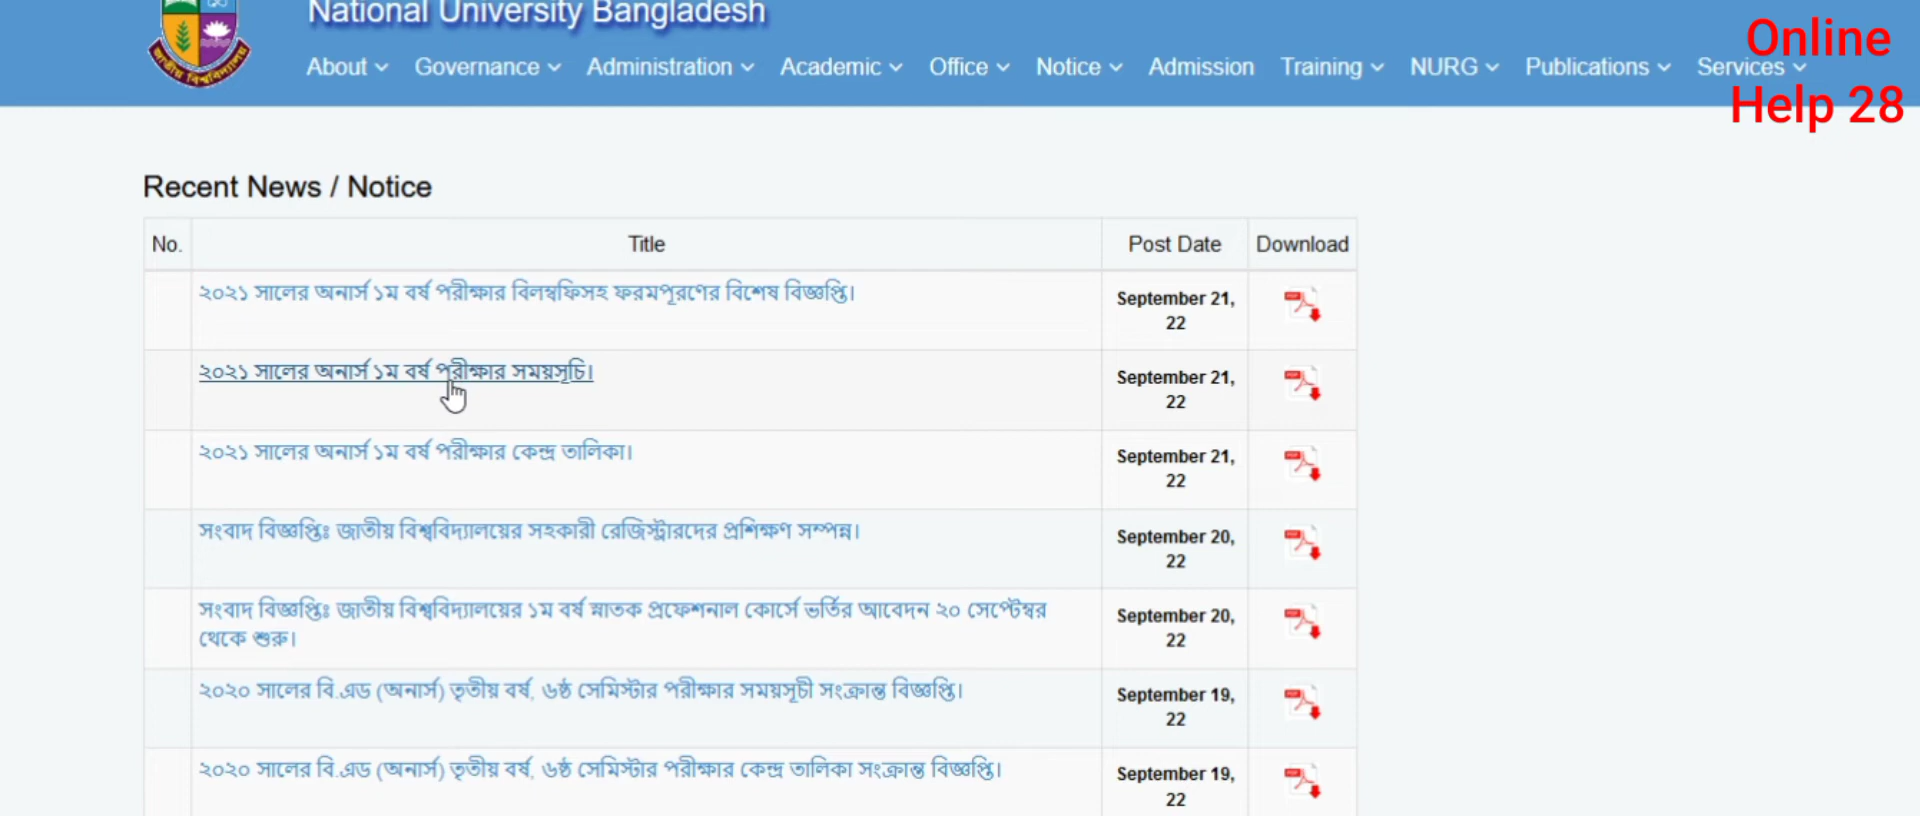 National University Bangladesh
জাতীয় বিশ্ববিদ্যালয়
About Governance Administration Academic Office Notice Admission Training NURG Publications Services
Online
Help 28
Recent News / Notice
No. Title Post Date Download
২০২১ সালের অনার্স ১ম বর্ষ পরীক্ষার বিলম্বফিসহ ফরমপূরণের বিশেষ বিজ্ঞপ্তি। September 21,
22
২০২১ সালের অনার্স ১ম বর্ষ পরীক্ষার সময়সূচি। September 21,
22
২০২১ সালের অনার্স ১ম বর্ষ পরীক্ষার কেন্দ্র তালিকা। September 21,
22
সংবাদ বিজ্ঞপ্তিঃ জাতীয় বিশ্ববিদ্যালয়ের সহকারী রেজিস্ট্রারদের প্রশিক্ষণ সম্পন্ন। September 20,
22
সংবাদ বিজ্ঞপ্তিঃ জাতীয় বিশ্ববিদ্যালয়ের ১ম বর্ষ স্নাতক প্রফেশনাল কোর্সে ভর্তির আবেদন ২০ সেপ্টেম্বর September 20,
থেকে শুরু। 22
২০২০ সালের বি.এড (অনার্স) তৃতীয় বর্ষ, ৬ষ্ঠ সেমিস্টার পরীক্ষার সময়সূচী সংক্রান্ত বিজ্ঞপ্তি। September 19,
22
২০২০ সালের বি.এড (অনার্স) তৃতীয় বর্ষ, ৬ষ্ঠ সেমিস্টার পরীক্ষার কেন্দ্র তালিকা সংক্রান্ত বিজ্ঞপ্তি। September 19,
22